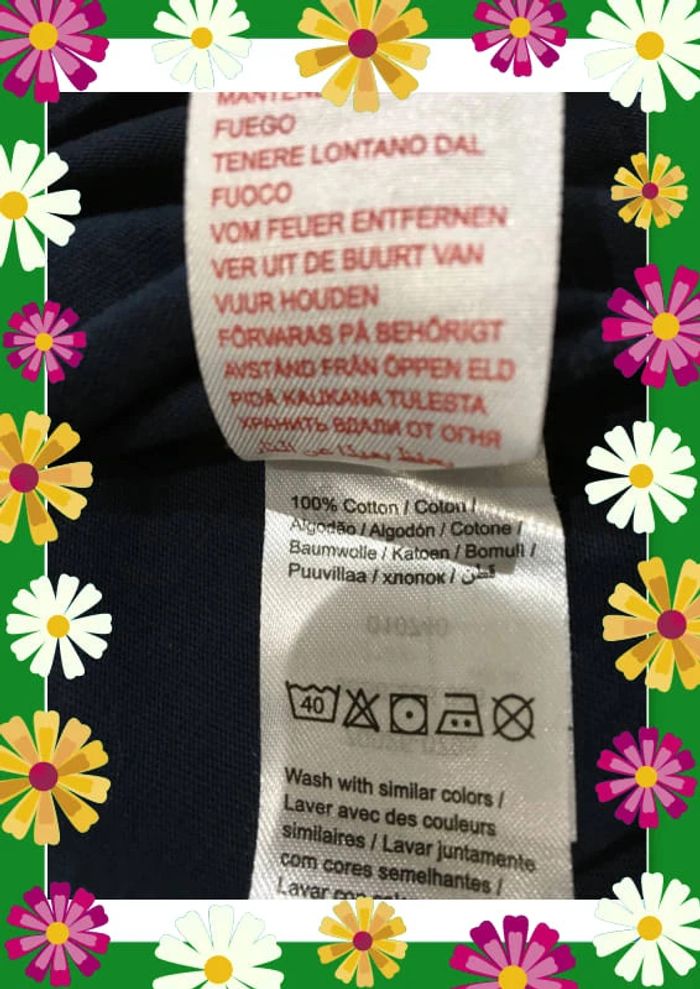 FUEGO
TENERE LONTANO DAL
FUOCO
VOM FEUER ENTFERNEN
VER UIT DE BUURT VAN
VUUR HOUDEN
FÖRVARAS PÅ BEHÖRIGT
AVSTÅND FRÅN ÖPPEN ELD
PIDÄ KAUKANA TULESTA
ХРАНИТЬ ВДАЛИ ОТ ОГНЯ
100% Cotton / Coton /
Algodão / Algodón / Cotone /
Baumwolle / Katoen / Bomull /
Puuvillaa / хлопок / قطن
40
Wash with similar colors /
Laver avec des couleurs
similaires / Lavar juntamente
com cores semelhantes /
Lavar con